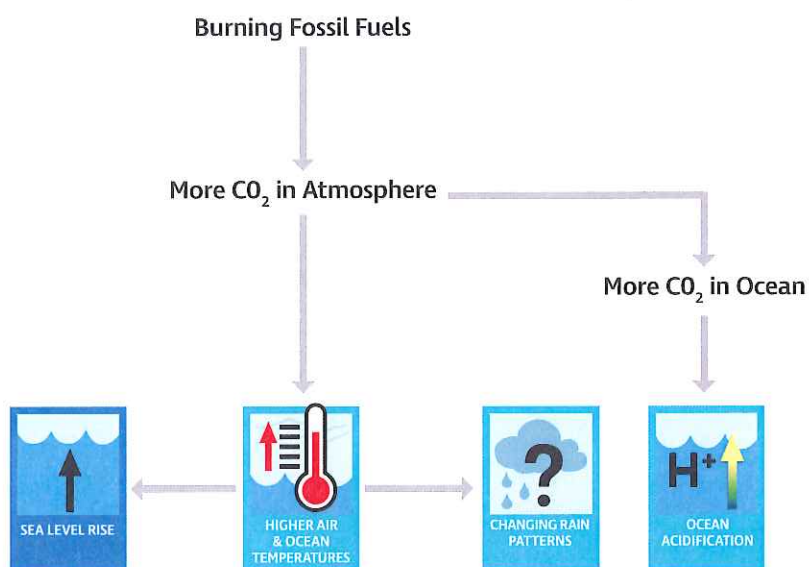 Burning Fossil Fuels
More CO₂ in Atmosphere
More CO₂ in Ocean
SEA LEVEL RISE
HIGHER AIR
& OCEAN
TEMPERATURES
?
CHANGING RAIN
PATTERNS
H⁺
OCEAN
ACIDIFICATION